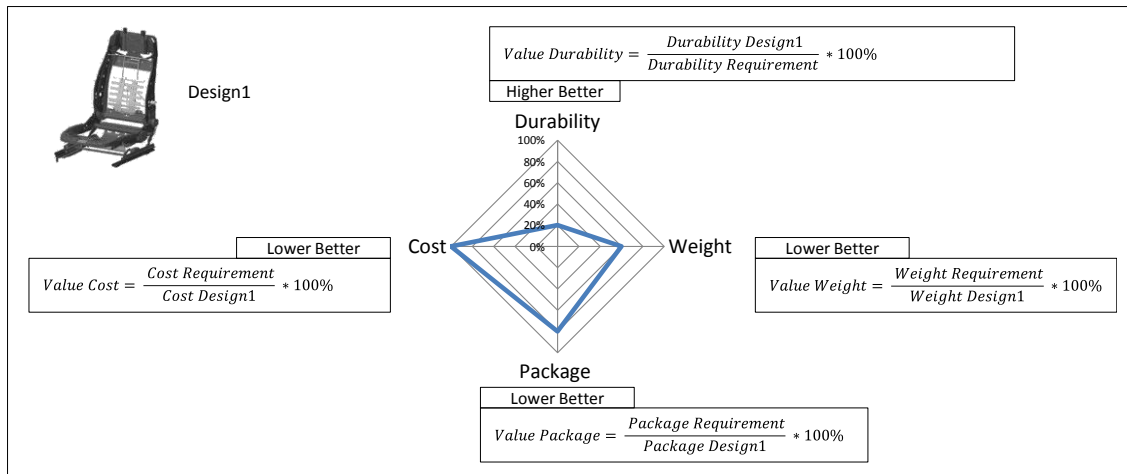 Design1
Value Durability = Durability Design1 / Durability Requirement * 100%
Higher Better
Durability
100%
80%
60%
40%
20%
0%
Cost
Weight
Lower Better
Value Cost = Cost Requirement / Cost Design1 * 100%
Lower Better
Value Weight = Weight Requirement / Weight Design1 * 100%
Package
Lower Better
Value Package = Package Requirement / Package Design1 * 100%